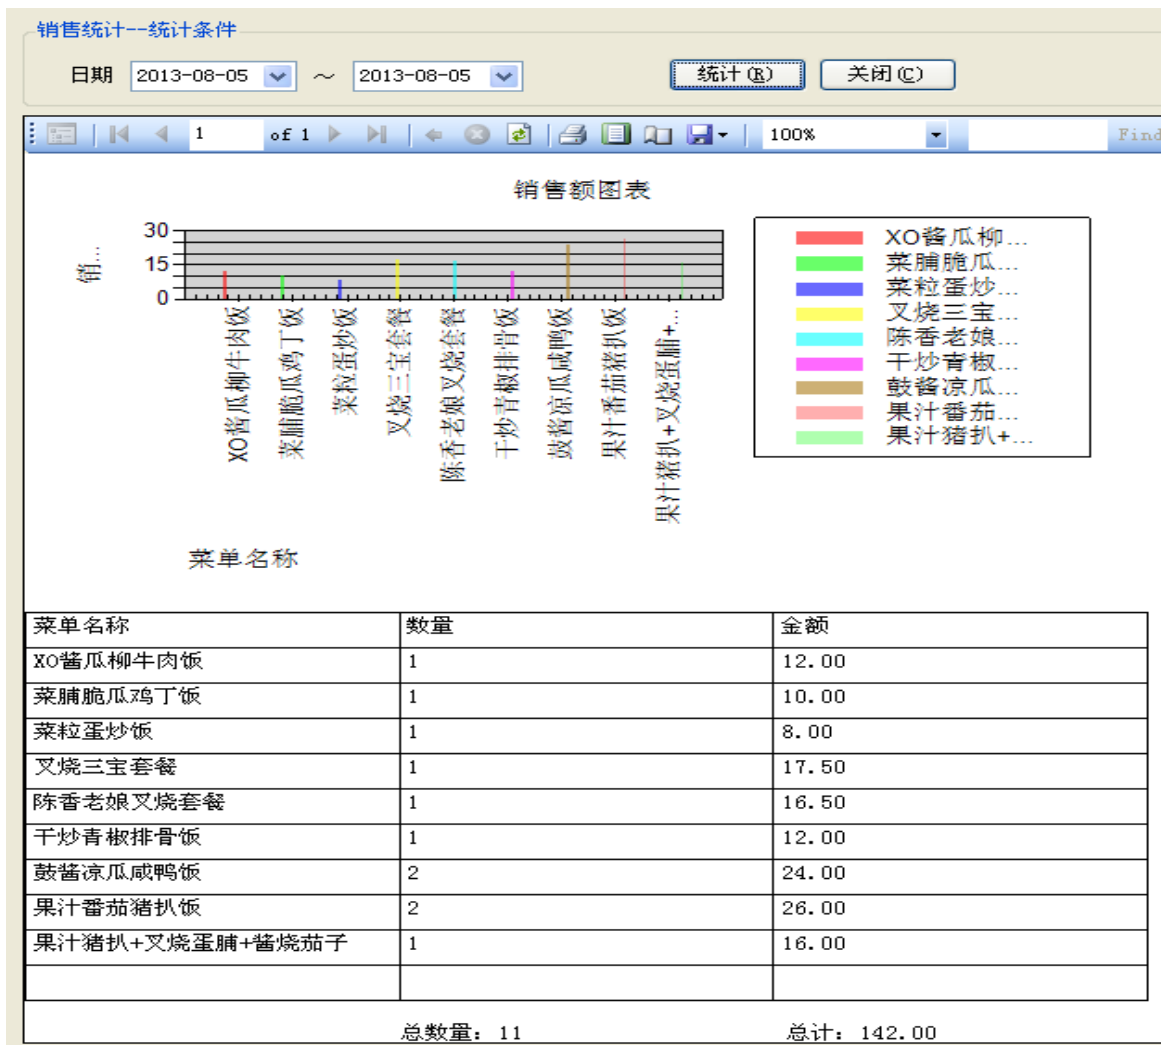 销售统计--统计条件
日期 2013-08-05 ～ 2013-08-05 统计(R) 关闭(C)
1 of 1 100% Find
销售额图表
销...
30
15
0
XO酱瓜柳牛肉饭
菜脯脆瓜鸡丁饭
菜粒蛋炒饭
叉烧三宝套餐
陈香老娘叉烧套餐
干炒青椒排骨饭
鼓酱凉瓜咸鸭饭
果汁番茄猪扒饭
果汁猪扒+叉烧蛋脯+...
菜单名称
XO酱瓜柳...
菜脯脆瓜...
菜粒蛋炒...
叉烧三宝...
陈香老娘...
干炒青椒...
鼓酱凉瓜...
果汁番茄...
果汁猪扒+...
菜单名称 数量 金额
XO酱瓜柳牛肉饭 1 12.00
菜脯脆瓜鸡丁饭 1 10.00
菜粒蛋炒饭 1 8.00
叉烧三宝套餐 1 17.50
陈香老娘叉烧套餐 1 16.50
干炒青椒排骨饭 1 12.00
鼓酱凉瓜咸鸭饭 2 24.00
果汁番茄猪扒饭 2 26.00
果汁猪扒+叉烧蛋脯+酱烧茄子 1 16.00
总数量：11 总计：142.00